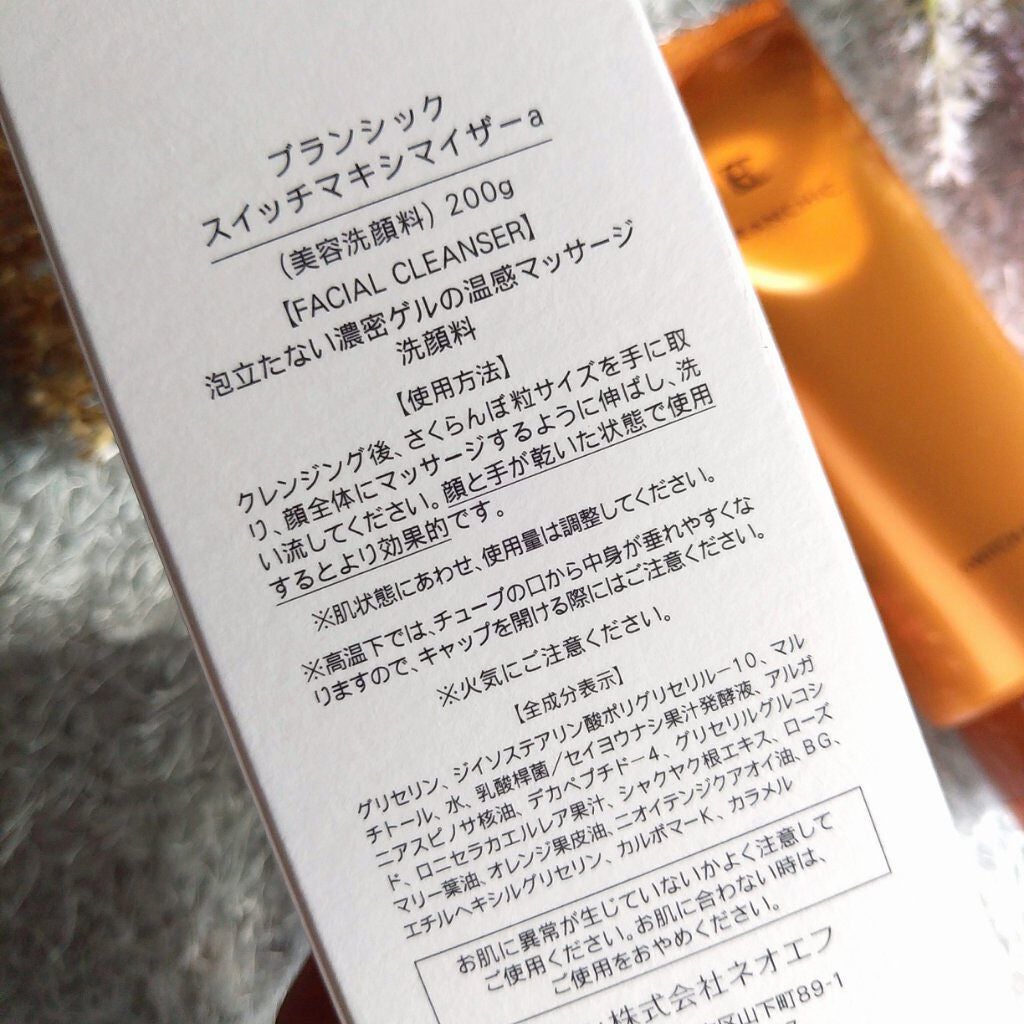 ブランシック
スイッチマキシマイザーa
(美容洗顔料) 200g
【FACIAL CLEANSER】
泡立たない濃密ゲルの温感マッサージ
洗顔料
【使用方法】
クレンジング後、さくらんぼ粒サイズを手に取
り、顔全体にマッサージするように伸ばし、洗
い流してください。顔と手が乾いた状態で使用
するとより効果的です。
※肌状態にあわせ、使用量は調整してください。
※高温下では、チューブの口から中身が垂れやすくな
りますので、キャップを開ける際にはご注意ください。
※火気にご注意ください。
【全成分表示】
グリセリン、ジイソステアリン酸ポリグリセリル-10、マル
チトール、水、乳酸桿菌/セイヨウナシ果汁発酵液、アルガ
ニアスピノサ核油、デカペプチド-4、グリセリルグルコシ
ド、ロニセラカエルレア果汁、シャクヤク根エキス、ローズ
マリー葉油、オレンジ果皮油、ニオイテンジクアオイ油、BG、
エチルヘキシルグリセリン、カルボマーK、カラメル
お肌に異常が生じていないかよく注意して
ご使用ください。お肌に合わない時は、
ご使用をおやめください。
株式会社ネオエフ
区山下町89-1